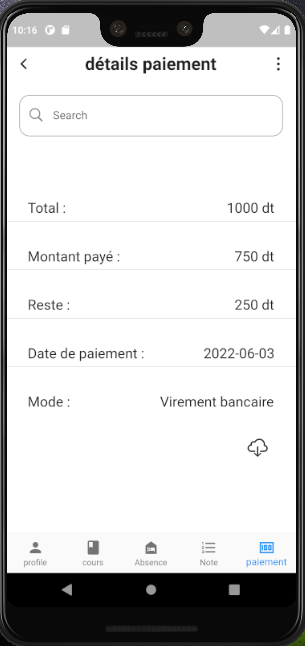 10:16
détails paiement
Search
Total : 1000 dt
Montant payé : 750 dt
Reste : 250 dt
Date de paiement : 2022-06-03
Mode : Virement bancaire
profile cours Absence Note paiement